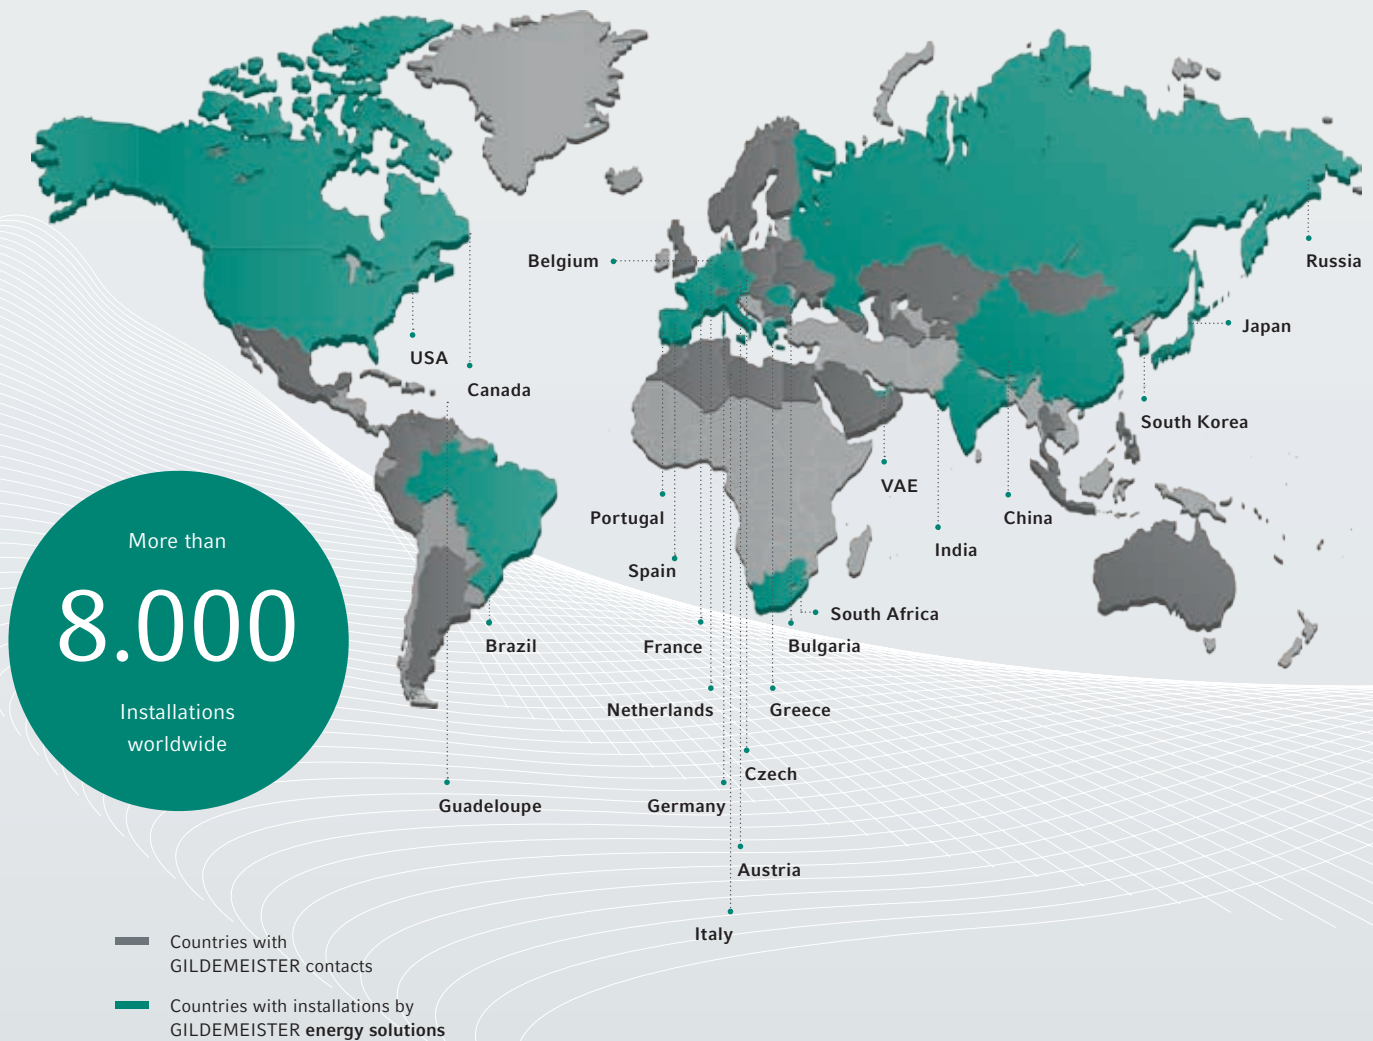 Belgium
Russia
Japan
USA
Canada
South Korea
VAE
Portugal
China
India
More than
Spain
8.000
South Africa
Brazil
France
Bulgaria
Installations
worldwide
Netherlands
Greece
Czech
Guadeloupe
Germany
Austria
Italy
Countries with
GILDEMEISTER contacts
Countries with installations by
GILDEMEISTER energy solutions